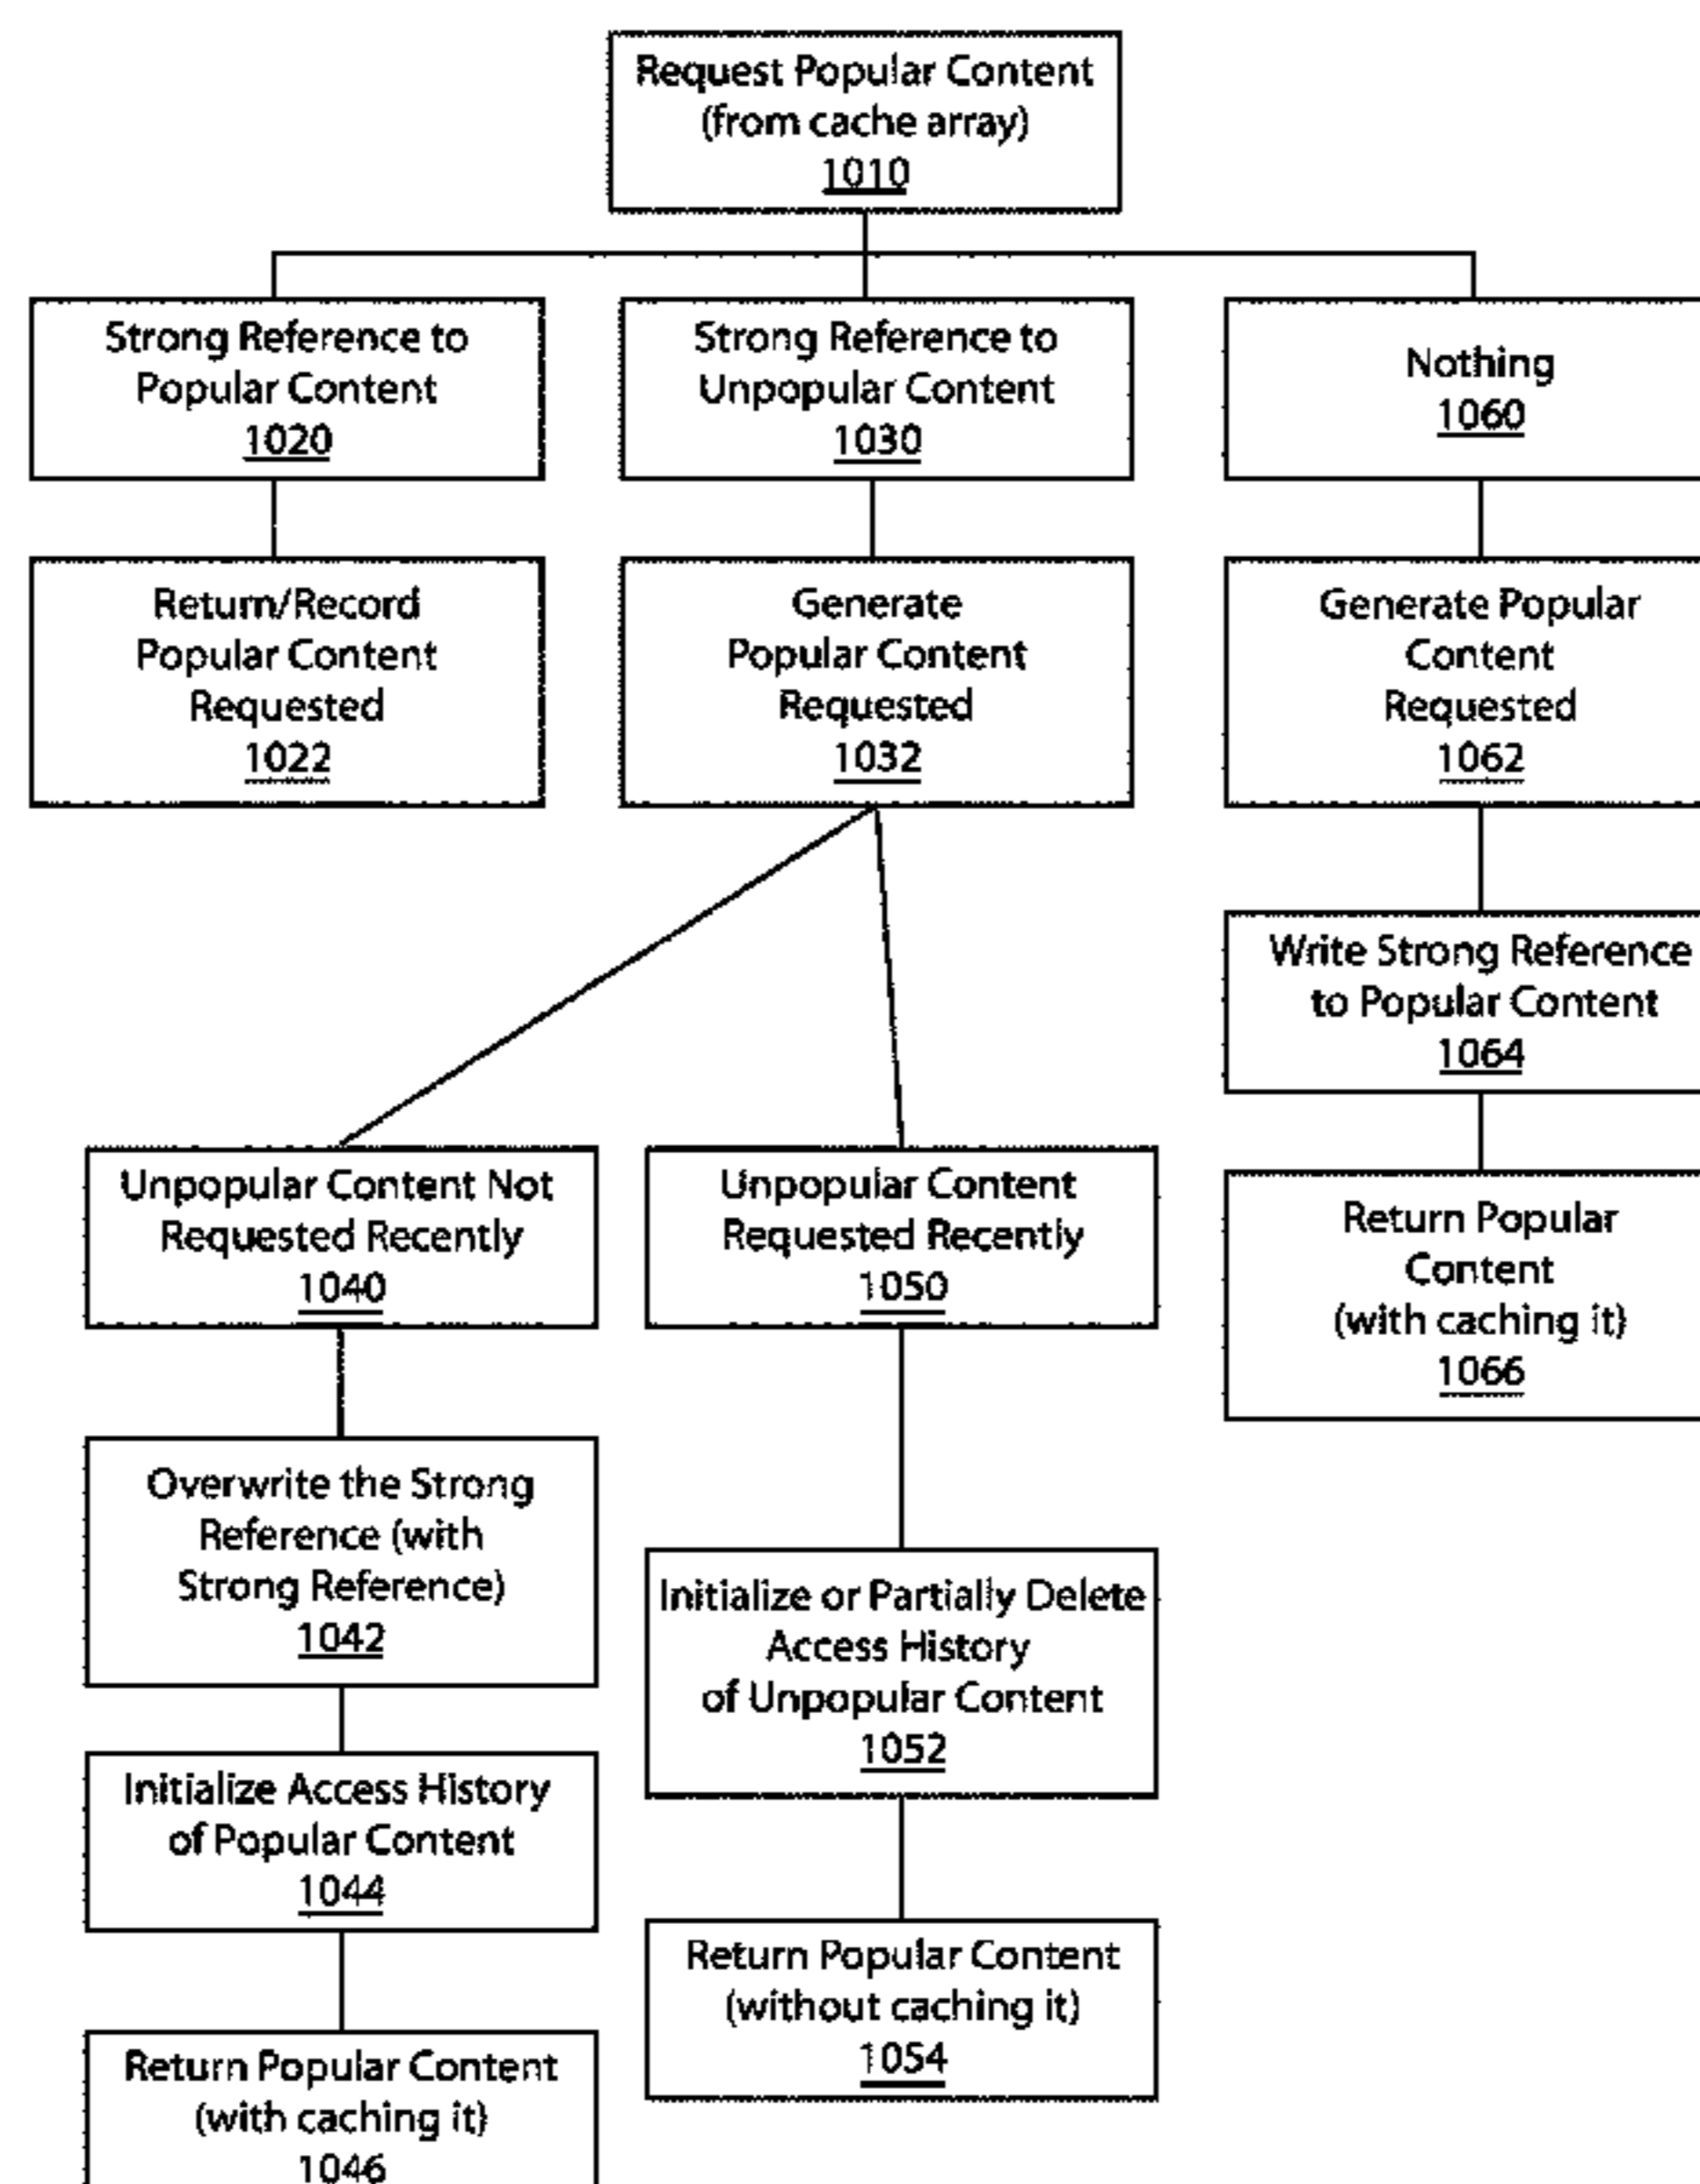 Request Popular Content
(from cache array)
1010
Strong Reference to
Popular Content
1020
Strong Reference to
Unpopular Content
1030
Nothing
1060
Return/Record
Popular Content
Requested
1022
Generate
Popular Content
Requested
1032
Generate Popular
Content
Requested
1062
Write Strong Reference
to Popular Content
1064
Unpopular Content Not
Requested Recently
1040
Unpopular Content
Requested Recently
1050
Return Popular
Content
(with caching it)
1066
Overwrite the Strong
Reference (with
Strong Reference)
1042
Initialize or Partially Delete
Access History
of Unpopular Content
1052
Initialize Access History
of Popular Content
1044
Return Popular Content
(without caching it)
1054
Return Popular Content
(with caching it)
1046